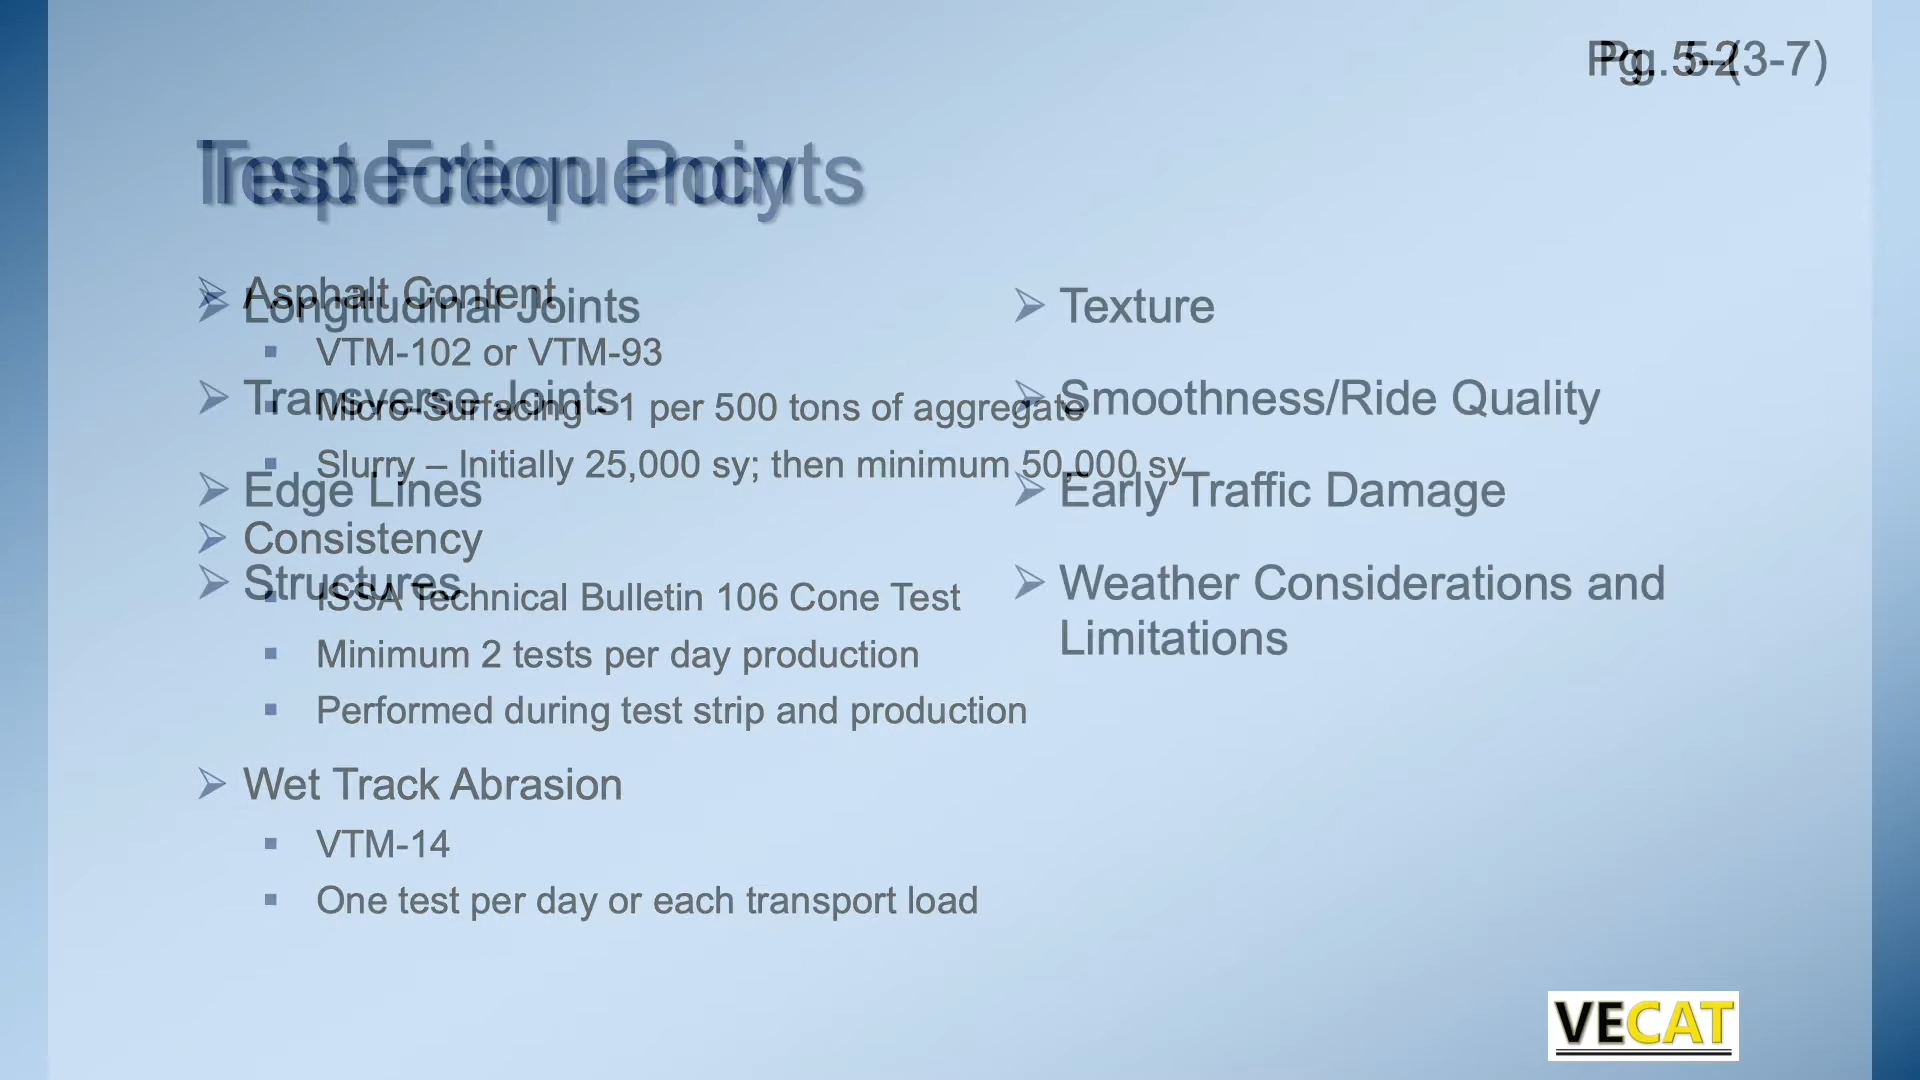 Pg. 5-2
Pg. 5-(3-7)
Test Frequency
Inspection Points
Asphalt Content
VTM-102 or VTM-93
Micro-Surfacing - 1 per 500 tons of aggregate
Slurry – Initially 25,000 sy; then minimum 50,000 sy
Consistency
ISSA Technical Bulletin 106 Cone Test
Minimum 2 tests per day production
Performed during test strip and production
Wet Track Abrasion
VTM-14
One test per day or each transport load
Longitudinal Joints
Transverse Joints
Edge Lines
Structures
Texture
Smoothness/Ride Quality
Early Traffic Damage
Weather Considerations and
Limitations
VECAT